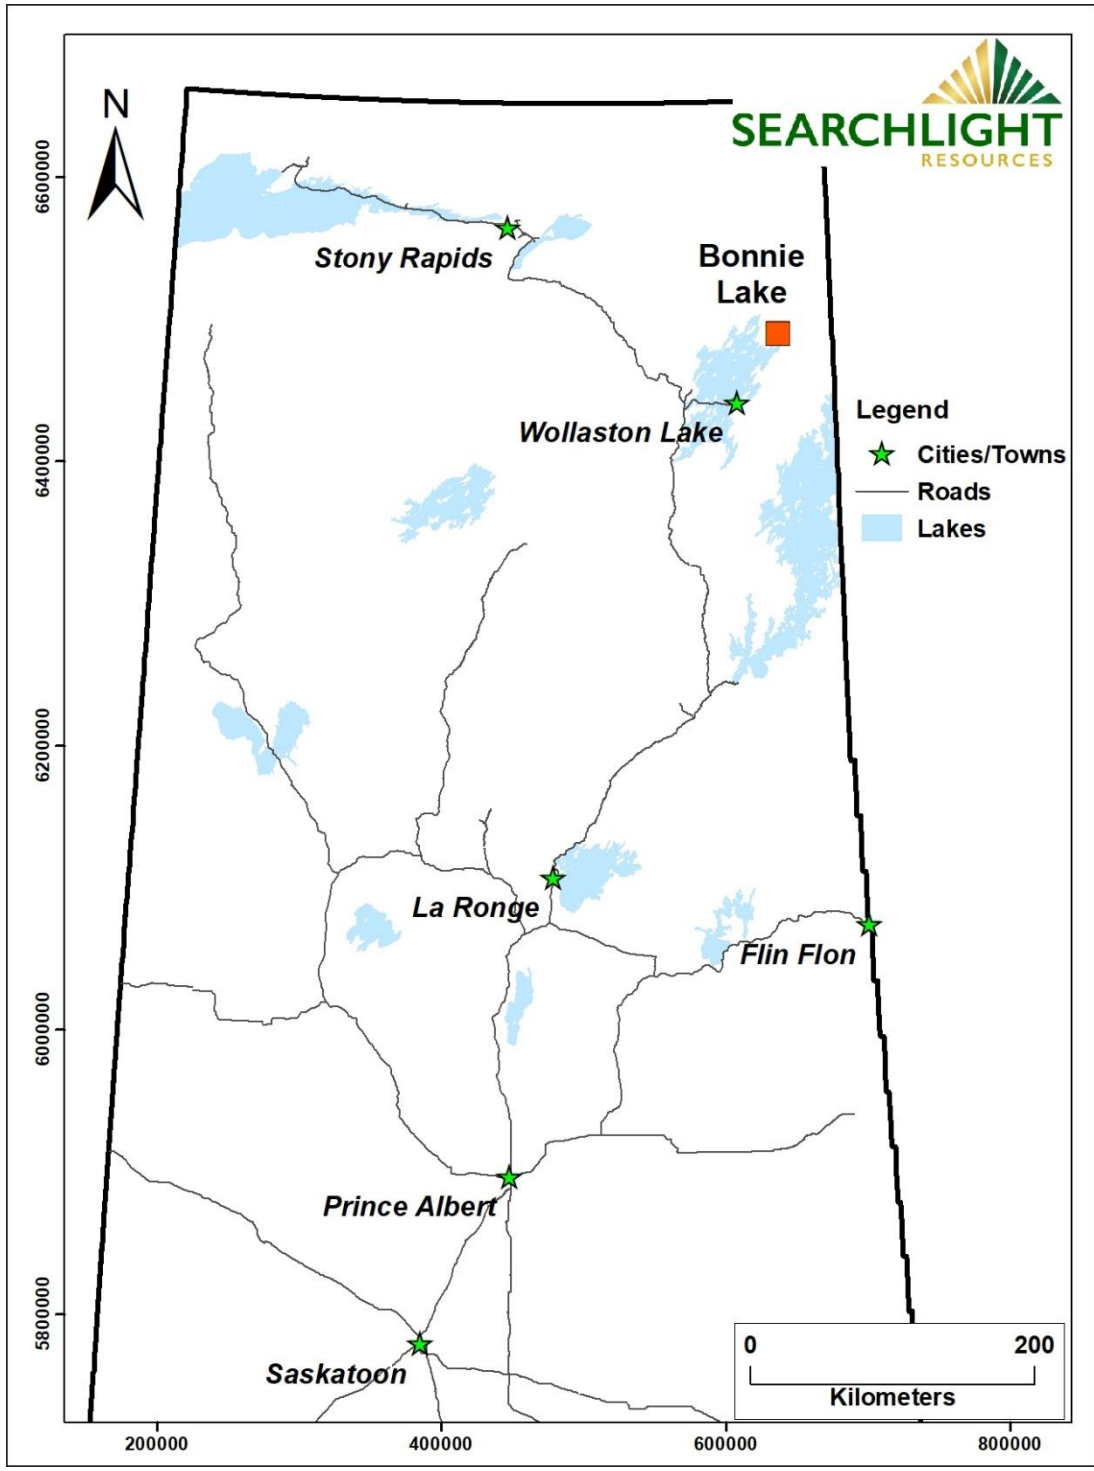 N
SEARCHLIGHT
RESOURCES
6600000
Stony Rapids
Bonnie
Lake
Legend
Wollaston Lake
Cities/Towns
6400000
Roads
Lakes
6200000
La Ronge
Flin Flon
6000000
Prince Albert
5800000
Saskatoon
0 200
Kilometers
200000 400000 600000 800000